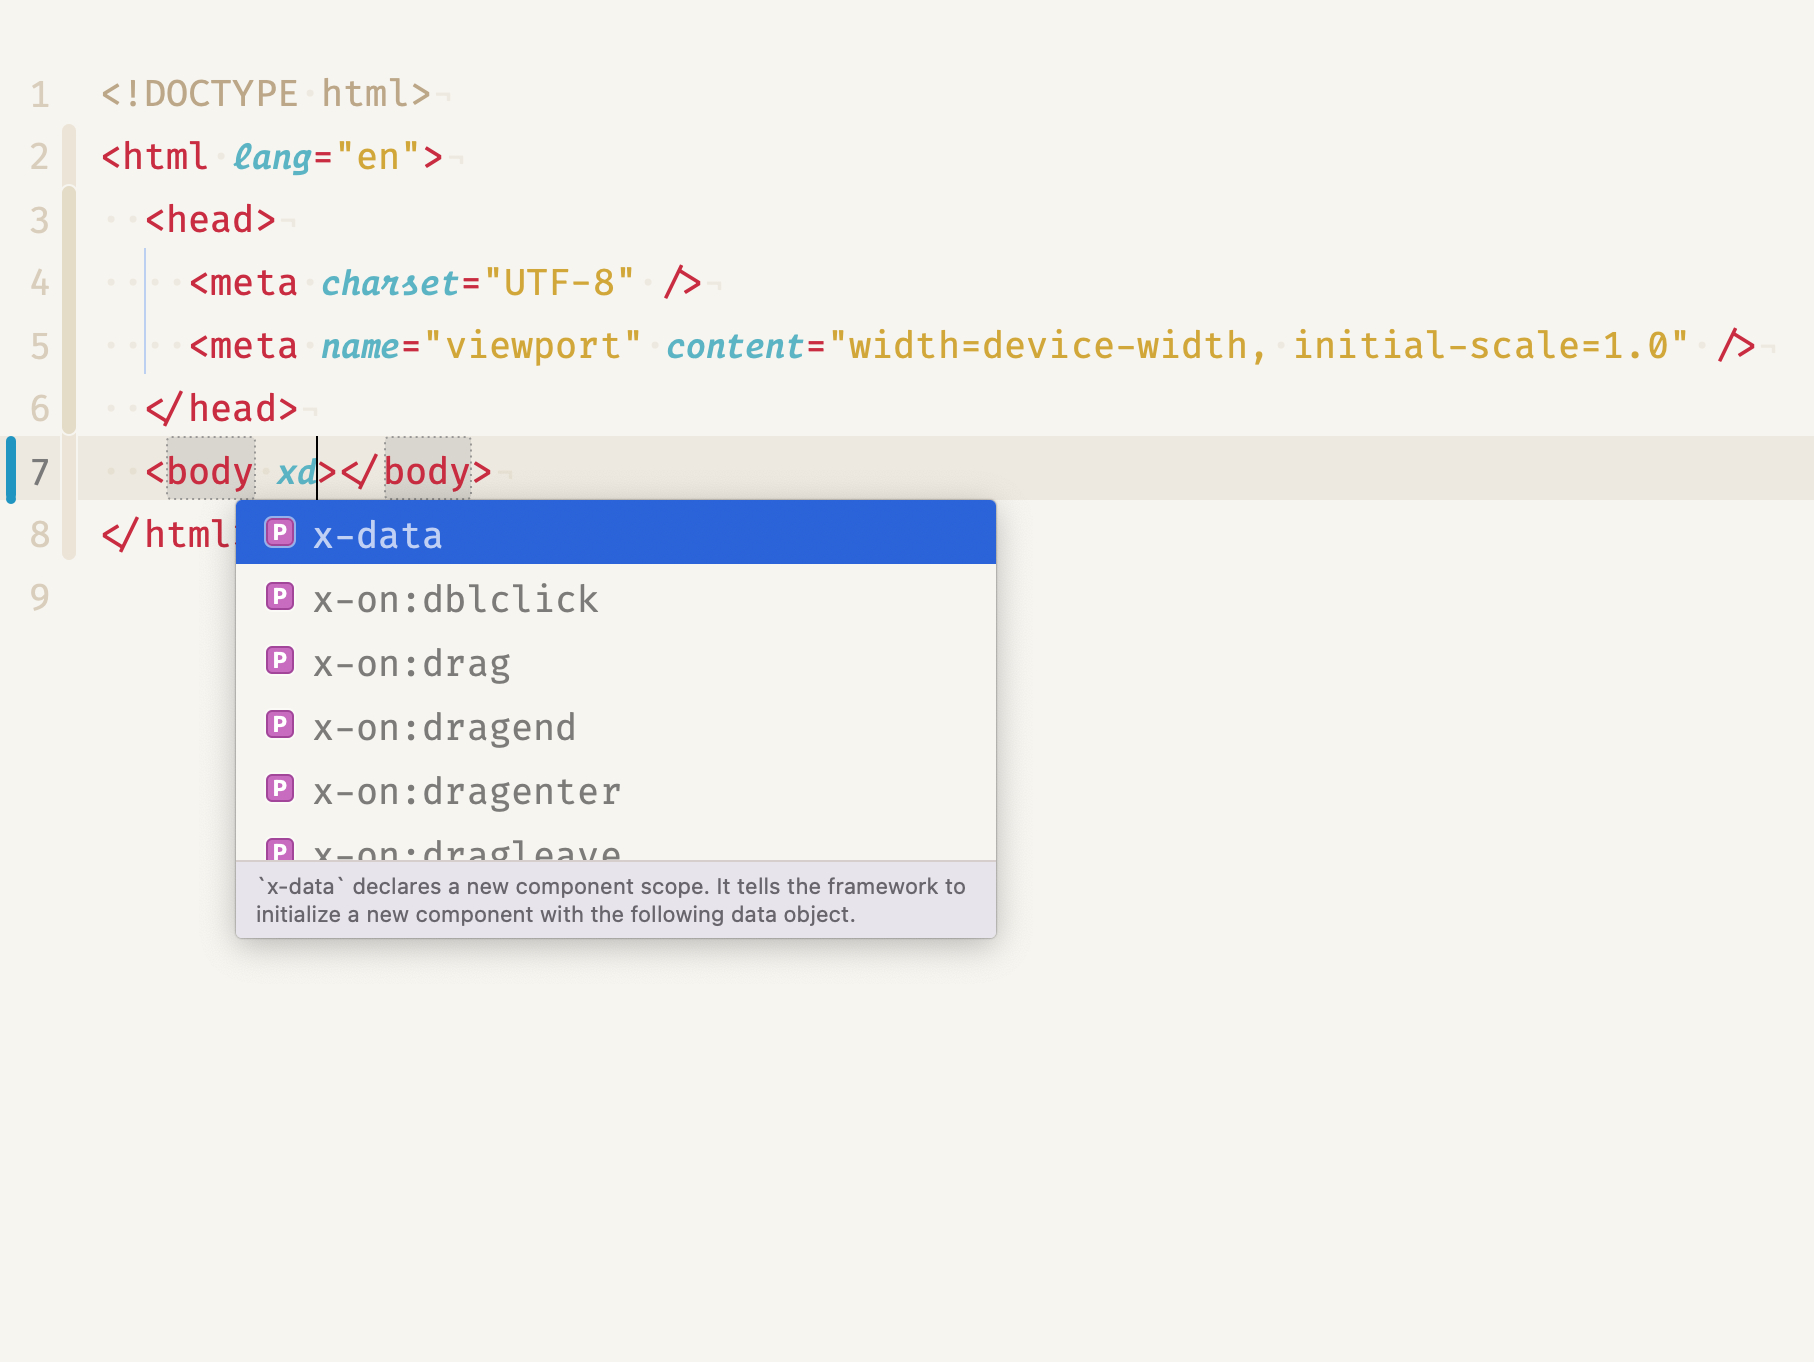 1 <!DOCTYPE html>
2 <html lang="en">
3 <head>
4 <meta charset="UTF-8" />
5 <meta name="viewport" content="width=device-width, initial-scale=1.0" />
6 </head>
7 <body xd></body>
8 </html
9
P x-data
P x-on:dblclick
P x-on:drag
P x-on:dragend
P x-on:dragenter
P x-on:dragleave
`x-data` declares a new component scope. It tells the framework to
initialize a new component with the following data object.